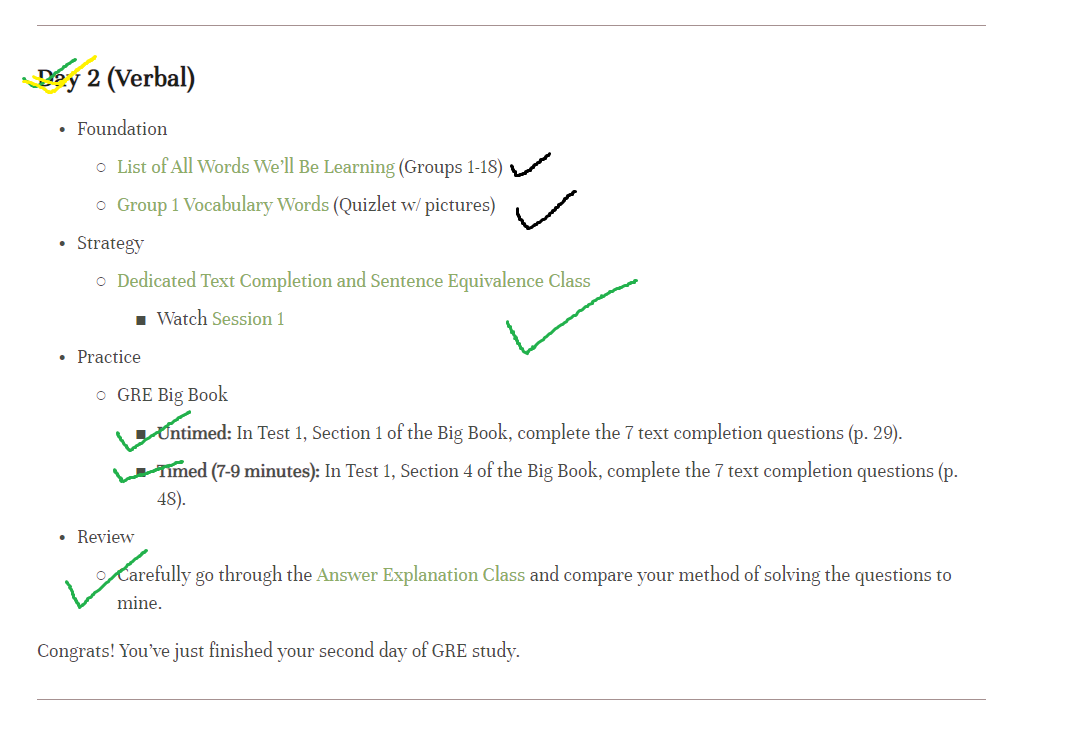 Day 2 (Verbal)
• Foundation
○ List of All Words We’ll Be Learning (Groups 1-18)
○ Group 1 Vocabulary Words (Quizlet w/ pictures)
• Strategy
○ Dedicated Text Completion and Sentence Equivalence Class
■ Watch Session 1
• Practice
○ GRE Big Book
■ Untimed: In Test 1, Section 1 of the Big Book, complete the 7 text completion questions (p. 29).
■ Timed (7-9 minutes): In Test 1, Section 4 of the Big Book, complete the 7 text completion questions (p.
48).
• Review
○ Carefully go through the Answer Explanation Class and compare your method of solving the questions to
mine.
Congrats! You’ve just finished your second day of GRE study.